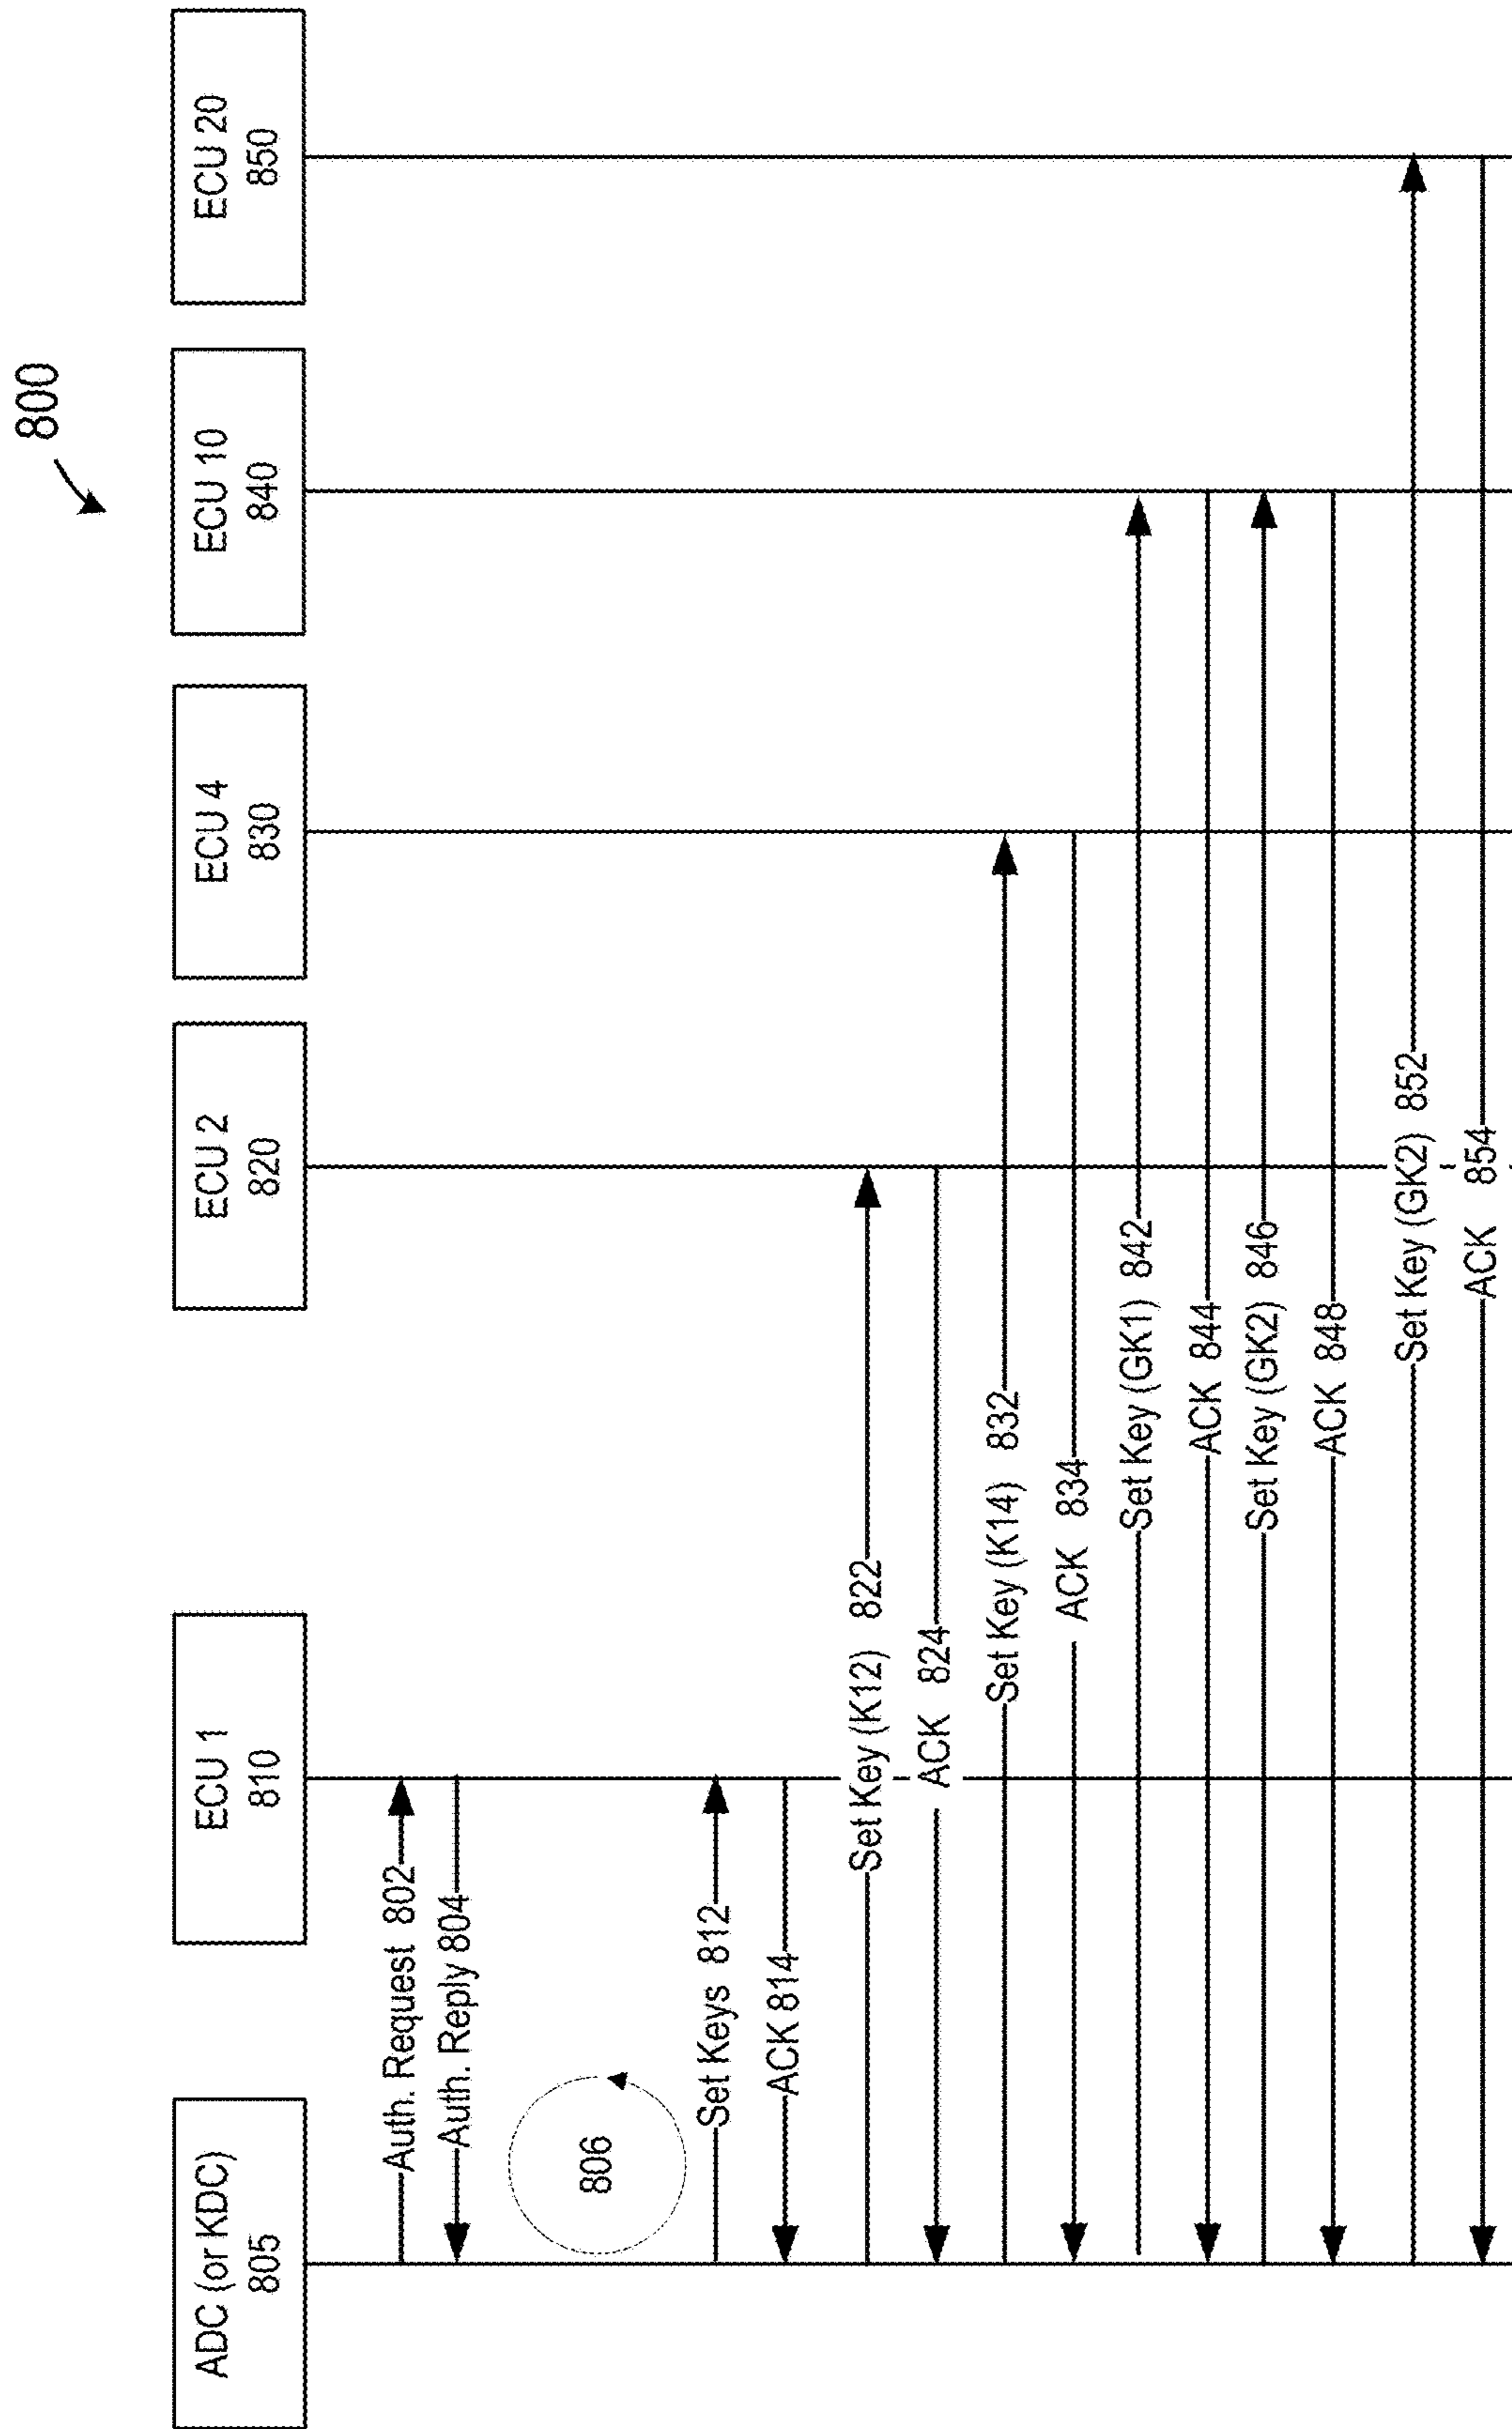 800
ADC (or KDC)
805
ECU 1
810
ECU 2
820
ECU 4
830
ECU 10
840
ECU 20
850
Auth. Request 802
Auth. Reply 804
806
Set Keys 812
ACK 814
Set Key (K12) 822
ACK 824
Set Key (K14) 832
ACK 834
Set Key (GK1) 842
ACK 844
Set Key (GK2) 846
ACK 848
Set Key (GK2) 852
ACK 854